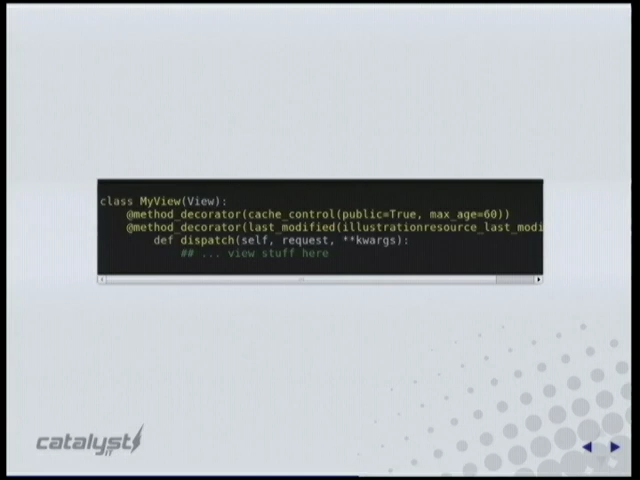 class MyView(View):
@method_decorator(cache_control(public=True, max_age=60))
@method_decorator(last_modified(illustrationresource_last_modi
def dispatch(self, request, **kwargs):
## ... view stuff here
catalyst
IT